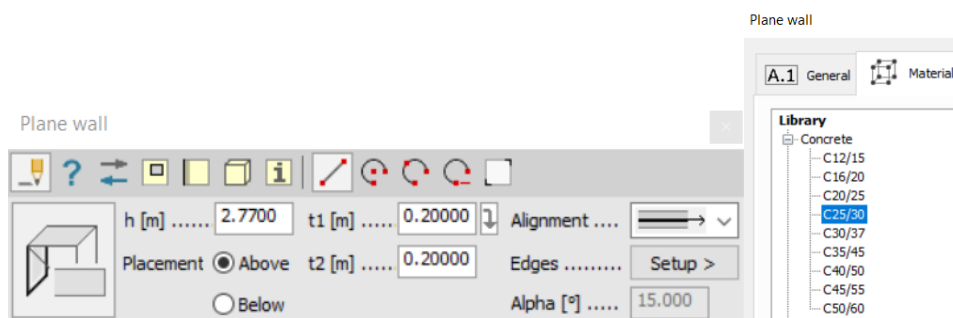 Plane wall
A.1 General Material
Library
Concrete
C12/15
C16/20
C20/25
C25/30
C30/37
C35/45
C40/50
C45/55
C50/60
Plane wall
h [m] ...... 2.7700 t1 [m] ..... 0.20000 Alignment ....
Placement Above t2 [m] ..... 0.20000 Edges ......... Setup >
Below Alpha [°] ..... 15.000